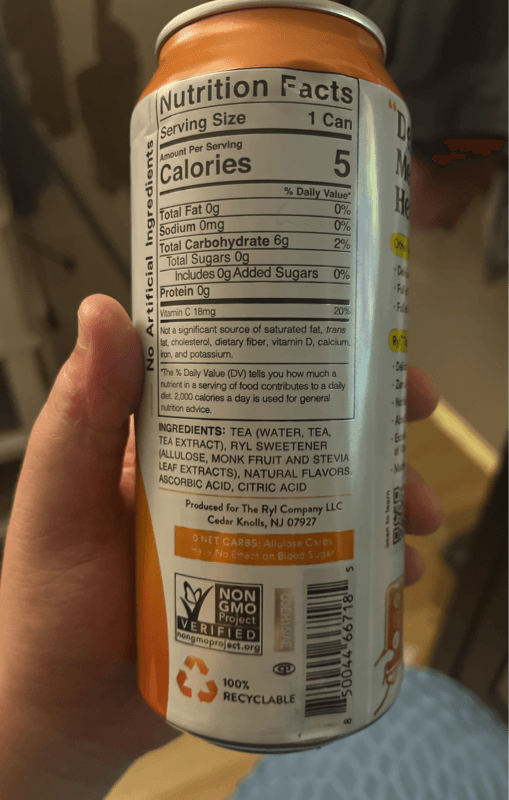 Nutrition Facts
Serving Size 1 Can
Amount Per Serving
Calories 5
% Daily Value*
Total Fat 0g 0%
Sodium 0mg 0%
Total Carbohydrate 6g 2%
Total Sugars 0g
Includes 0g Added Sugars 0%
Protein 0g
Vitamin C 18mg 20%
Not a significant source of saturated fat, trans
fat, cholesterol, dietary fiber, vitamin D, calcium,
iron, and potassium.
*The % Daily Value (DV) tells you how much a
nutrient in a serving of food contributes to a daily
diet. 2,000 calories a day is used for general
nutrition advice.
No Artificial Ingredients
INGREDIENTS: TEA (WATER, TEA,
TEA EXTRACT), RYL SWEETENER
(ALLULOSE, MONK FRUIT AND STEVIA
LEAF EXTRACTS), NATURAL FLAVORS,
ASCORBIC ACID, CITRIC ACID
Produced for The Ryl Company LLC
Cedar Knolls, NJ 07927
0 NET CARBS: Allulose Carbs
Have No Effect on Blood Sugar
NON
GMO
Project
VERIFIED
nongmoproject.org
100%
RECYCLABLE
8 50044 66718 5